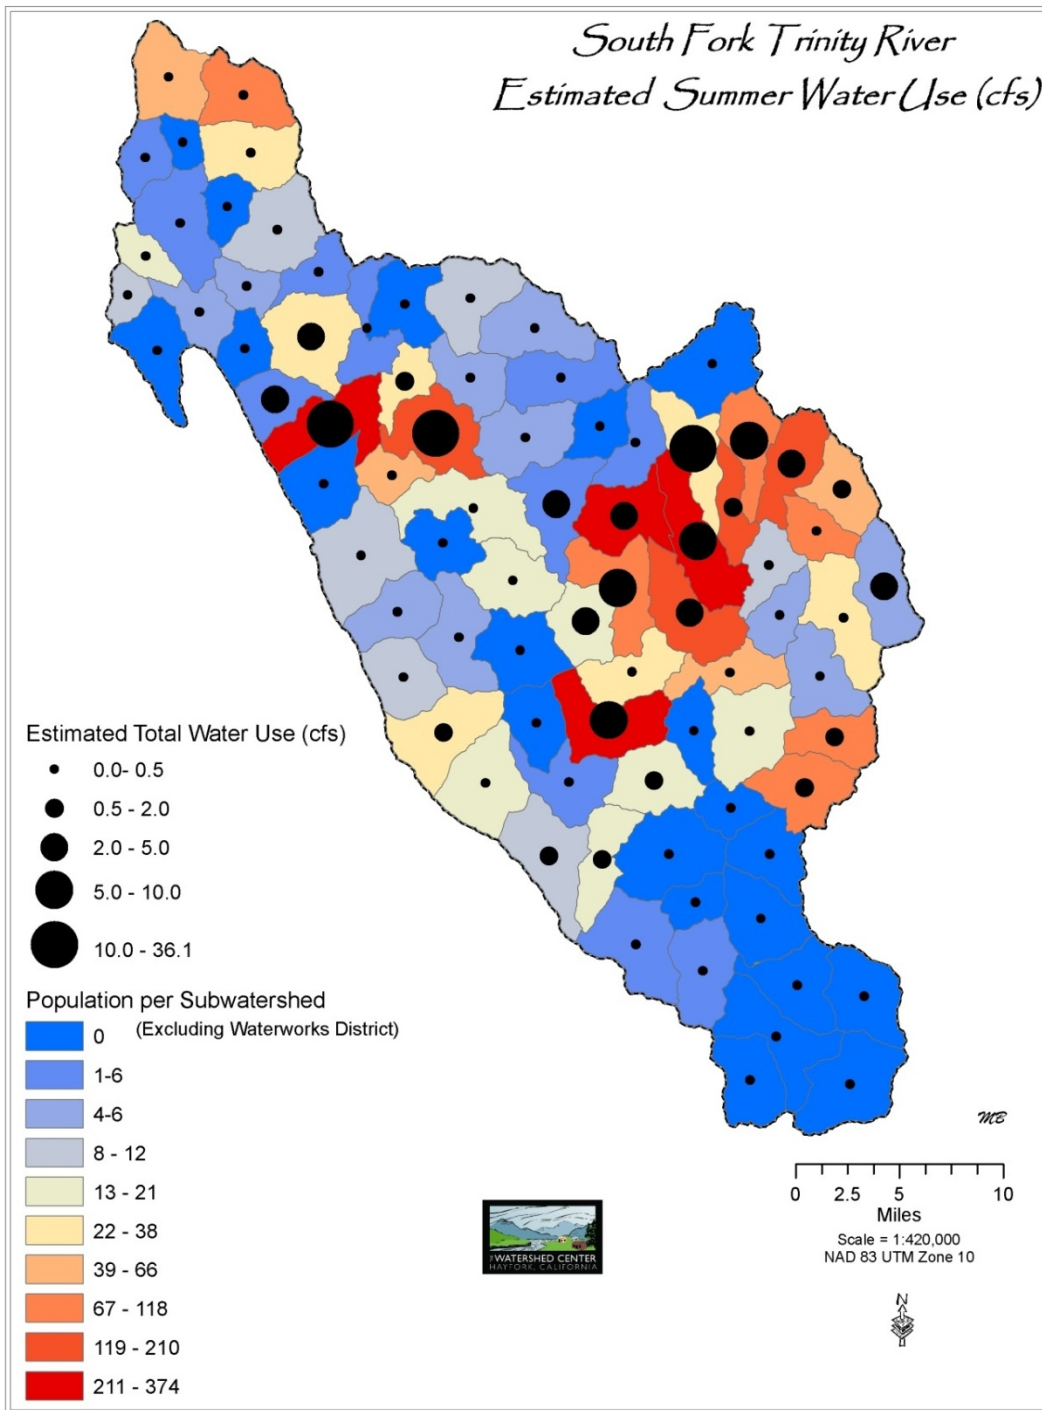 South Fork Trinity River
Estimated Summer Water Use (cfs)
Estimated Total Water Use (cfs)
0.0- 0.5
0.5 - 2.0
2.0 - 5.0
5.0 - 10.0
10.0 - 36.1
Population per Subwatershed
(Excluding Waterworks District)
0
1-6
4-6
8 - 12
13 - 21
22 - 38
39 - 66
67 - 118
119 - 210
211 - 374
THE WATERSHED CENTER
HAYFORK, CALIFORNIA
MB
0 2.5 5 10
Miles
Scale = 1:420,000
NAD 83 UTM Zone 10
N